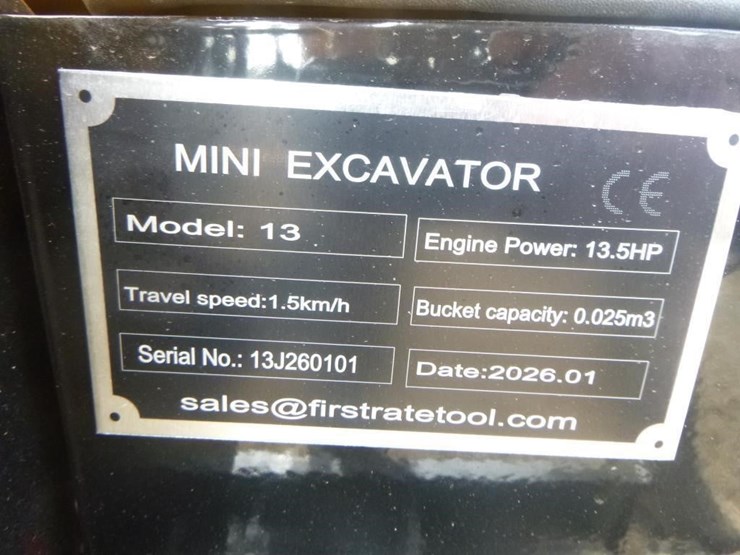 MINI EXCAVATOR
CE
Model: 13
Engine Power: 13.5HP
Travel speed:1.5km/h
Bucket capacity: 0.025m3
Serial No.: 13J260101
Date:2026.01
sales@firstratetool.com